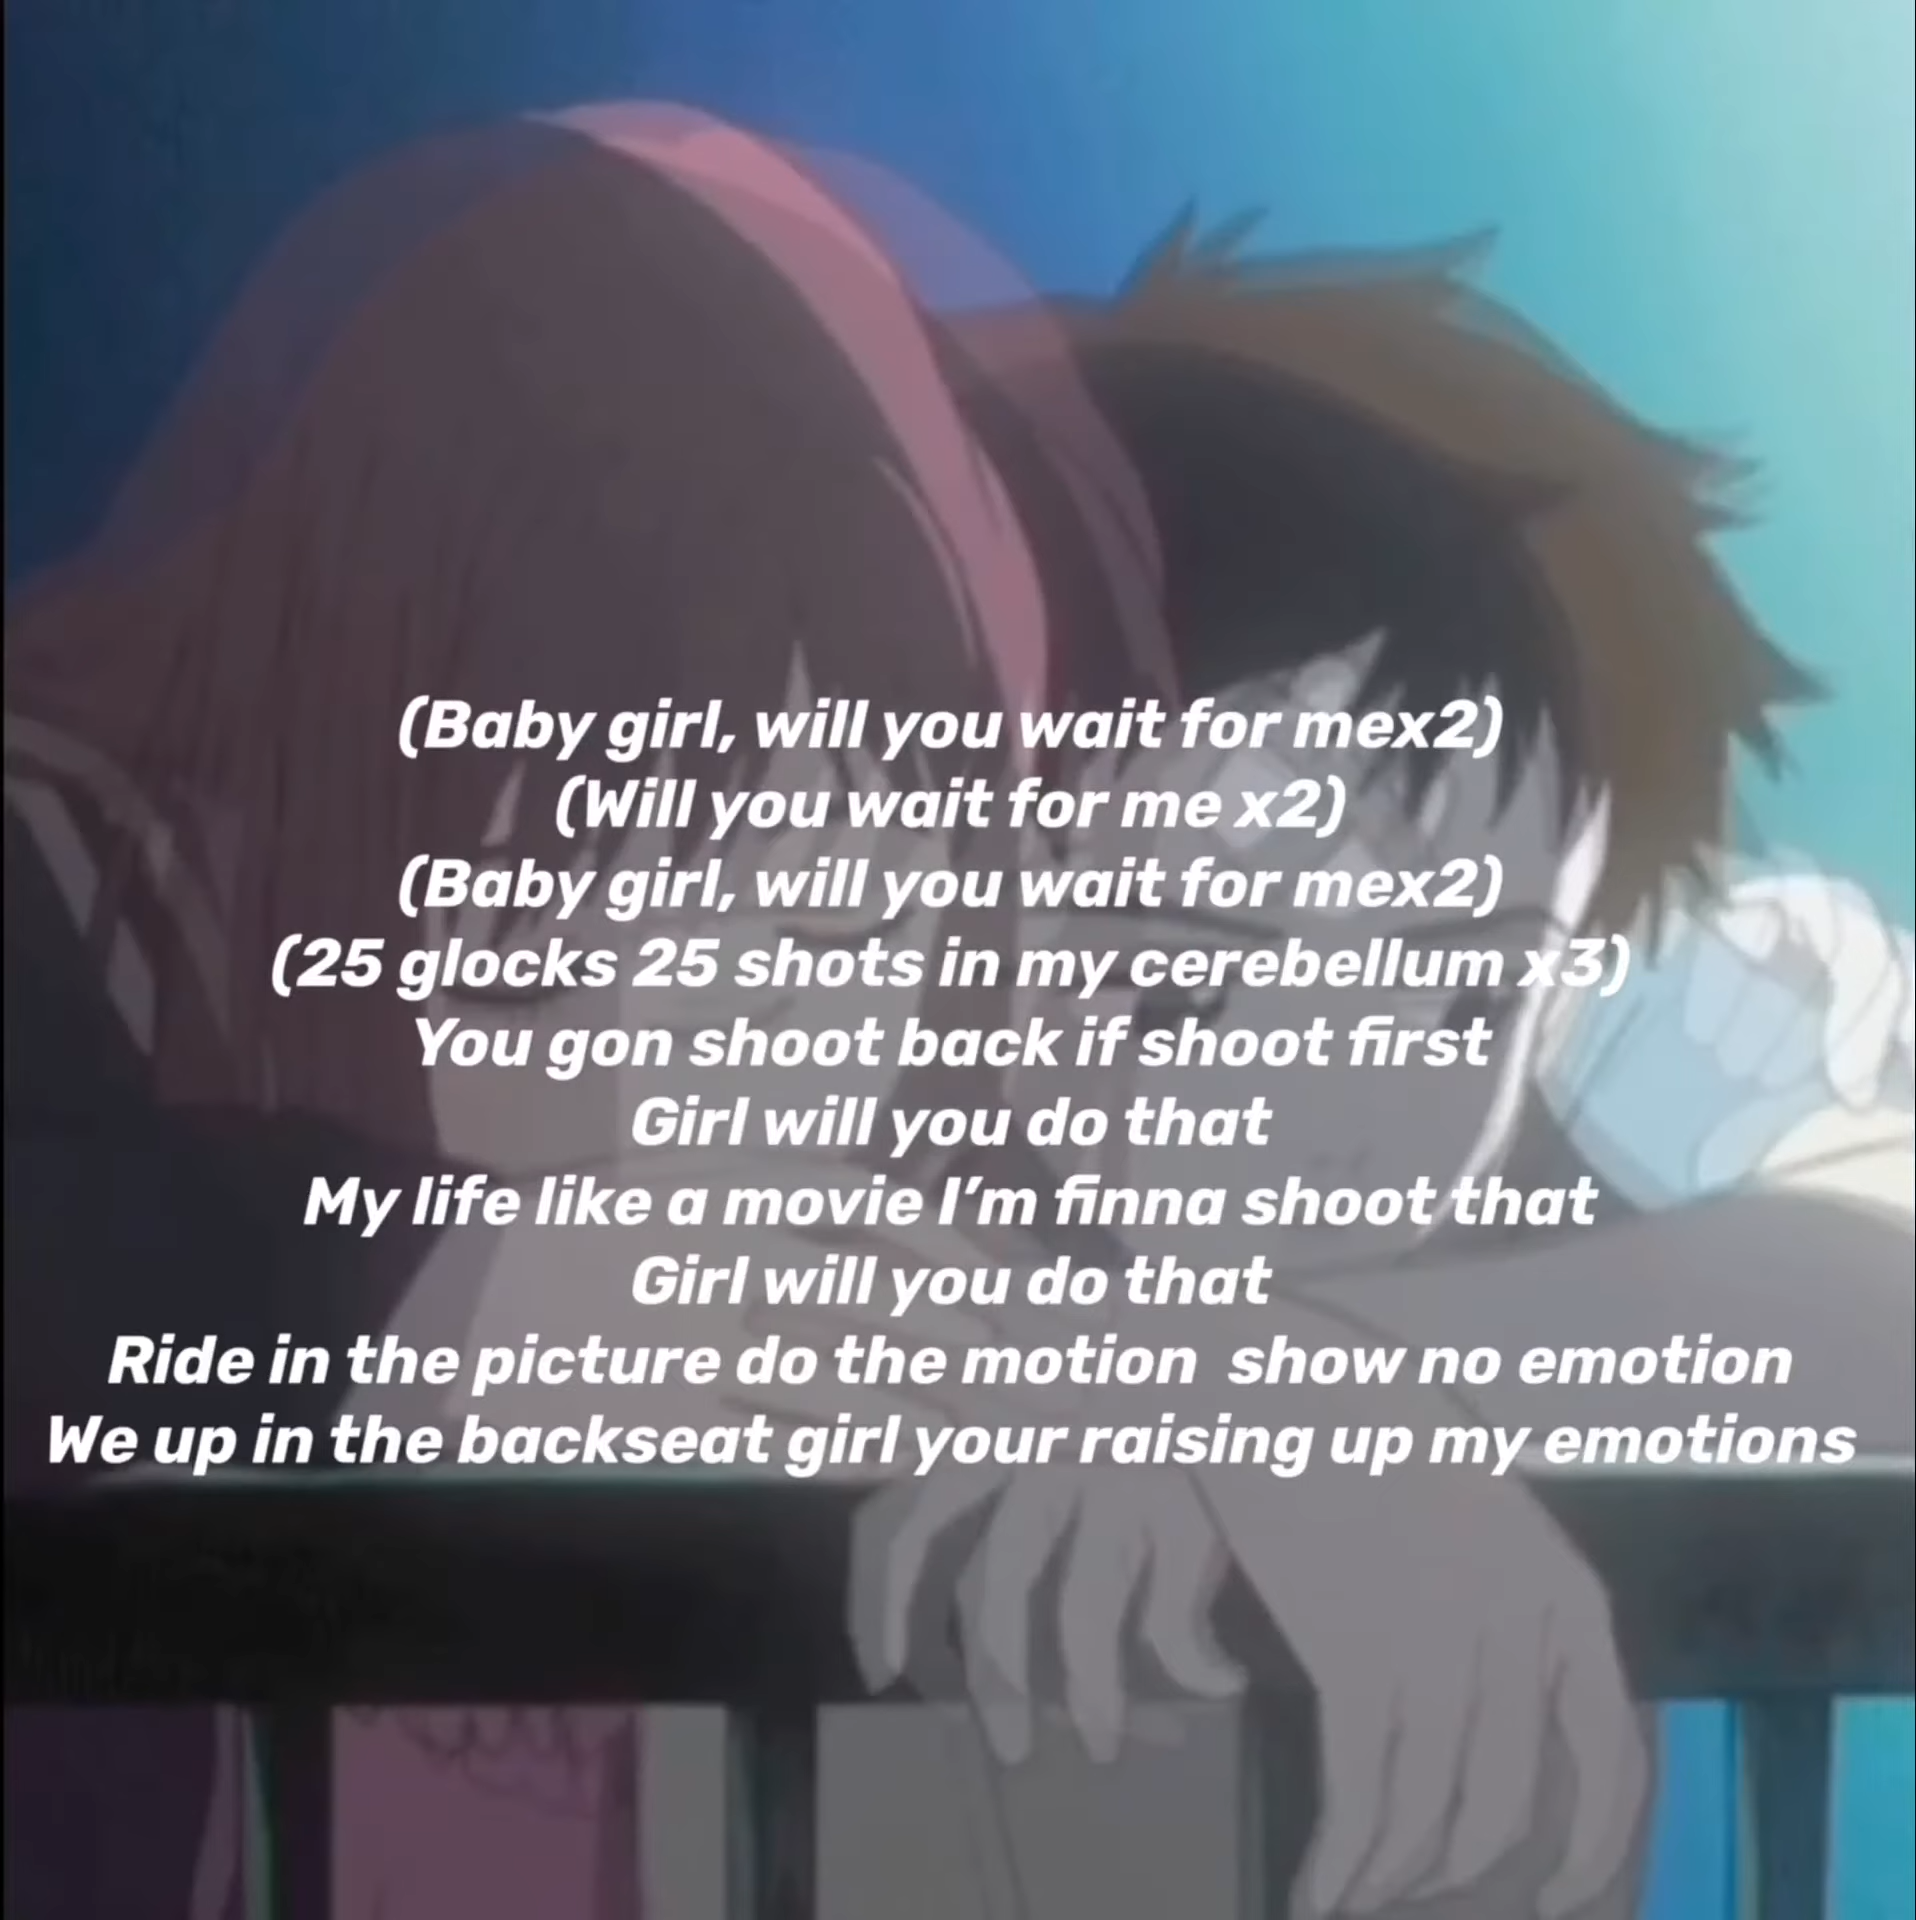 (Baby girl, will you wait for mex2)
(Will you wait for me x2)
(Baby girl, will you wait for mex2)
(25 glocks 25 shots in my cerebellum x3)
You gon shoot back if shoot first
Girl will you do that
My life like a movie I’m finna shoot that
Girl will you do that
Ride in the picture do the motion  show no emotion
We up in the backseat girl your raising up my emotions